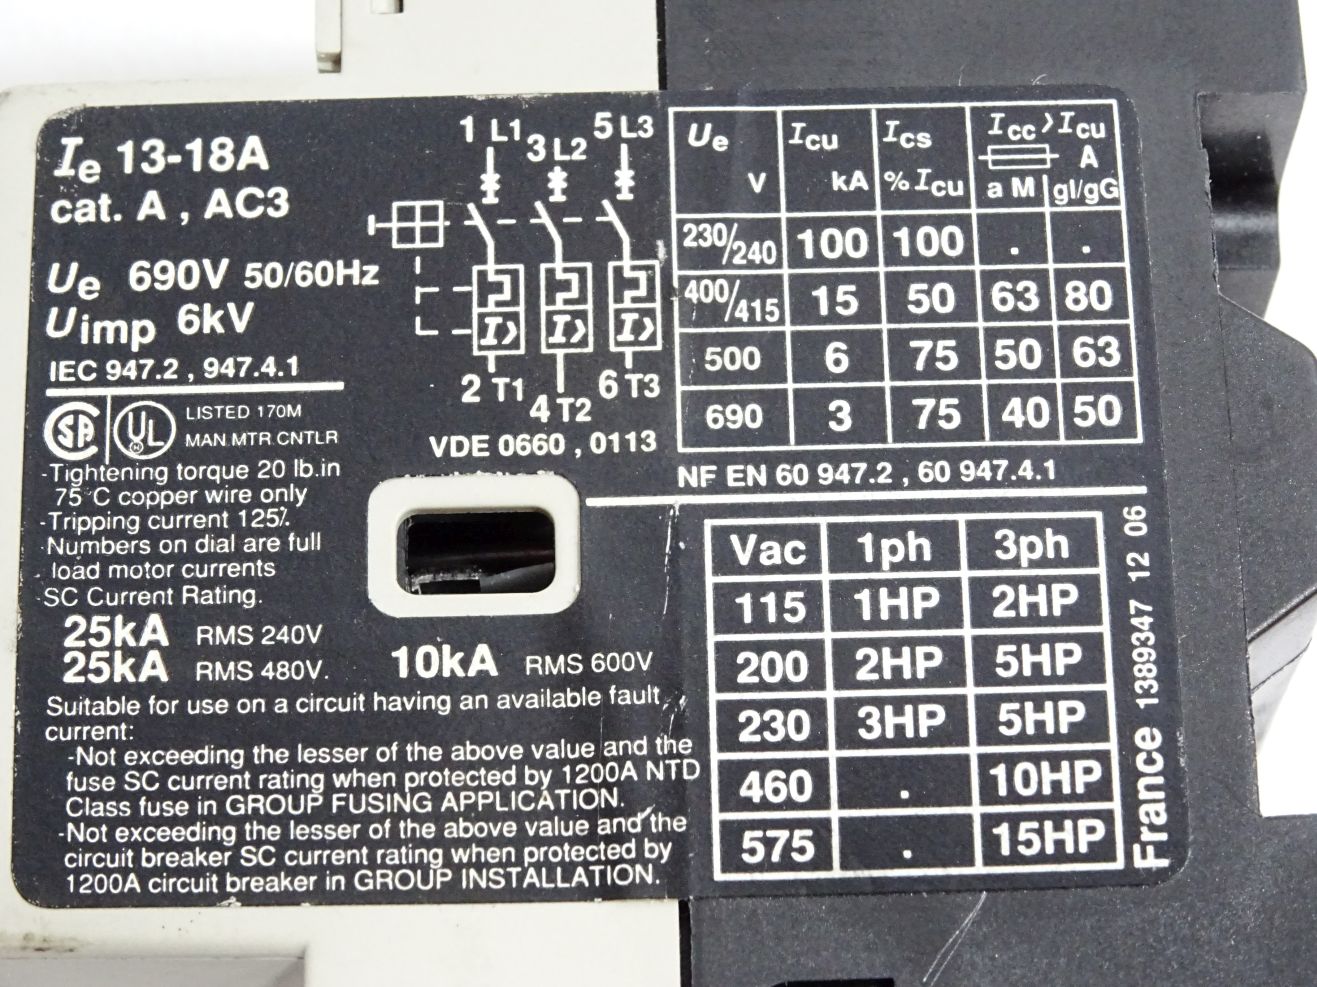 Ie 13-18A
cat. A , AC3
Ue 690V 50/60Hz
Uimp 6kV
IEC 947.2 , 947.4.1
SA UL LISTED 170M
MAN.MTR.CNTLR
-Tightening torque 20 lb.in
75°C copper wire only
-Tripping current 125%
-Numbers on dial are full
load motor currents
-SC Current Rating.
25kA RMS 240V
25kA RMS 480V. 10kA RMS 600V
Suitable for use on a circuit having an available fault
current:
-Not exceeding the lesser of the above value and the
fuse SC current rating when protected by 1200A NTD
Class fuse in GROUP FUSING APPLICATION.
-Not exceeding the lesser of the above value and the
circuit breaker SC current rating when protected by
1200A circuit breaker in GROUP INSTALLATION.
1 L1 3 L2 5 L3
I> I> I>
2 T1 4 T2 6 T3
VDE 0660 , 0113
Ue Icu Ics Icc > Icu
A
V kA % Icu aM gI/gG
230/240 100 100 . .
400/415 15 50 63 80
500 6 75 50 63
690 3 75 40 50
NF EN 60 947.2 , 60 947.4.1
Vac 1ph 3ph
115 1HP 2HP
200 2HP 5HP
230 3HP 5HP
460 . 10HP
575 . 15HP
France 1389347 12 06